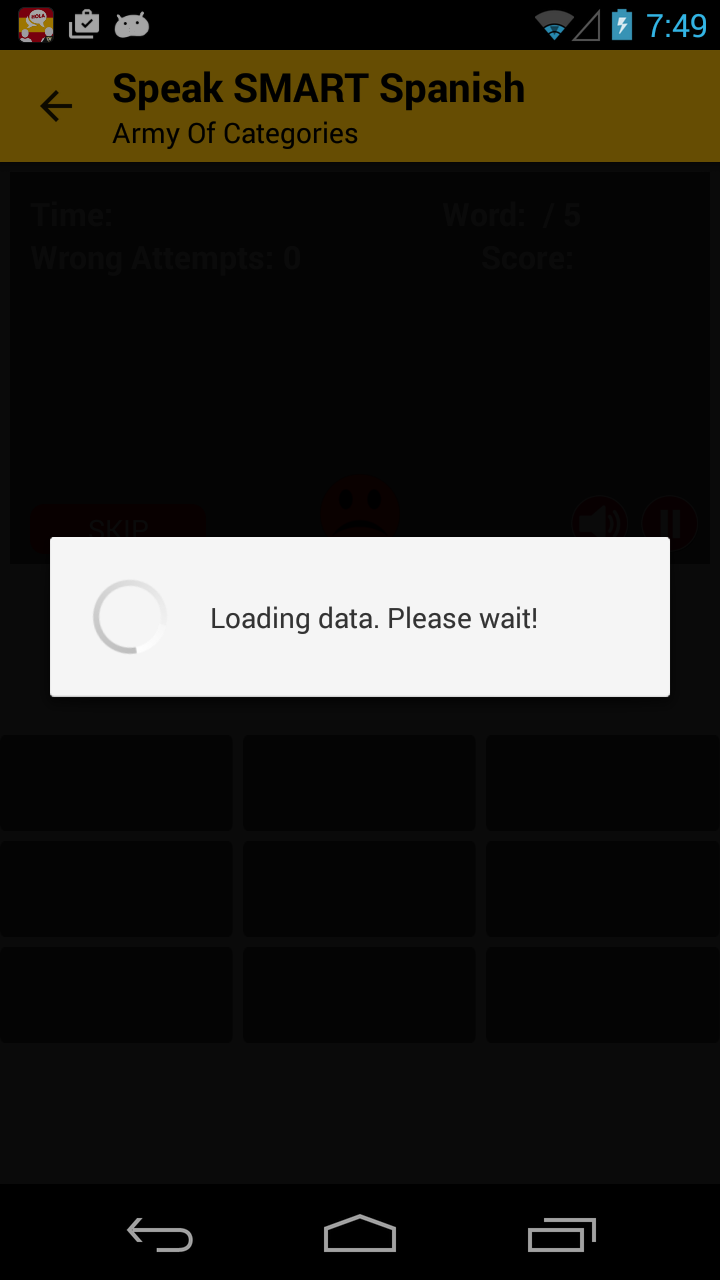 HOLA
7:49
Speak SMART Spanish
Army Of Categories
Time:
Word: / 5
Wrong Attempts: 0
Score:
SKIP
Loading data. Please wait!